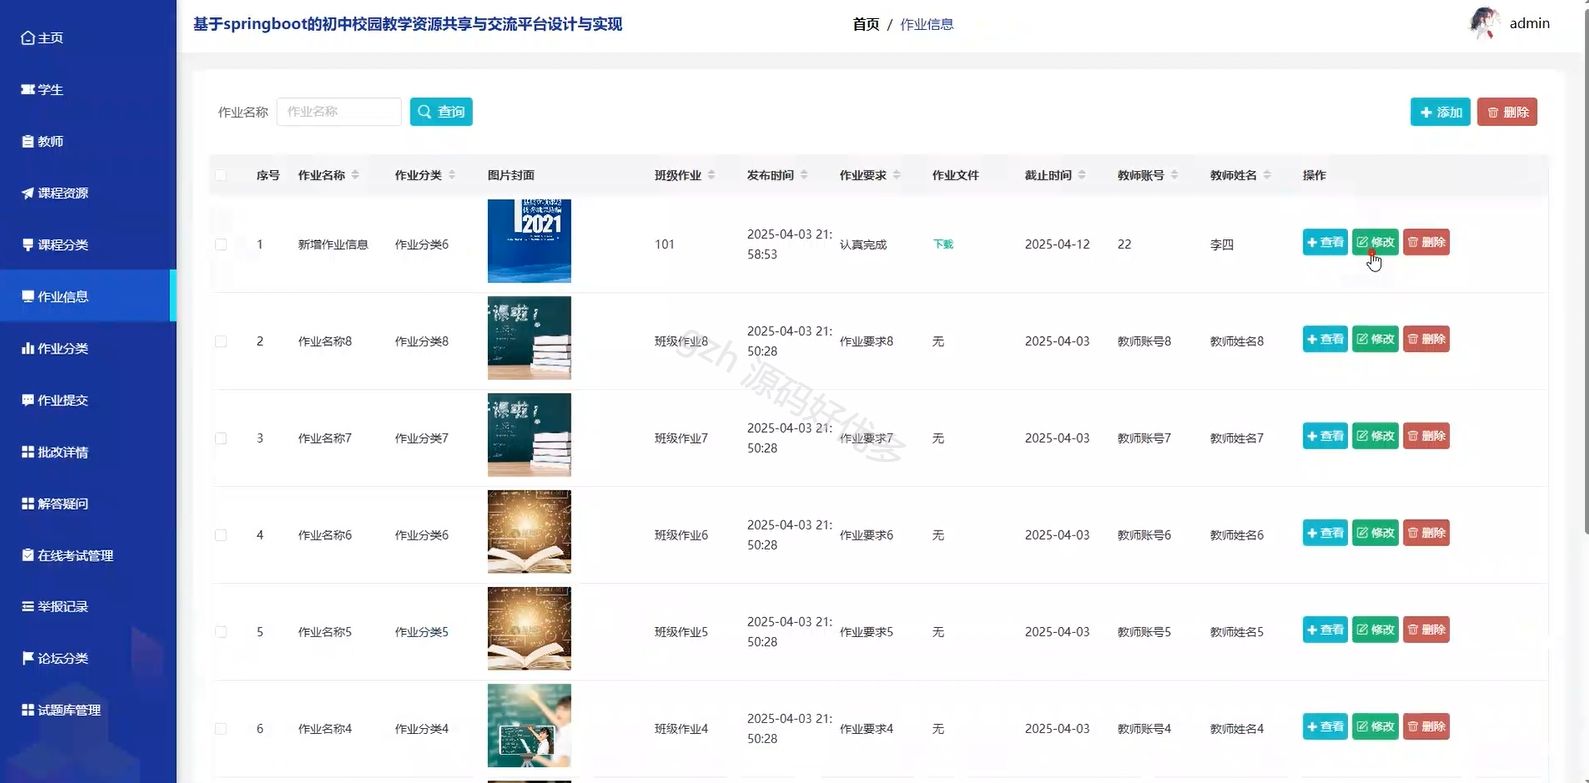 基于springboot的初中校园教学资源共享与交流平台设计与实现
首页 / 作业信息
admin
主页
学生
教师
课程资源
课程分类
作业信息
作业分类
作业提交
批改详情
解答疑问
在线考试管理
举报记录
论坛分类
试题库管理
作业名称 作业名称 查询 添加 删除
序号 作业名称 作业分类 图片封面 班级作业 发布时间 作业要求 作业文件 截止时间 教师账号 教师姓名 操作
1 新增作业信息 作业分类6 2021 101 2025-04-03 21:58:53 认真完成 下载 2025-04-12 22 李四 查看 修改 删除
2 作业名称8 作业分类8 班级作业8 2025-04-03 21:50:28 作业要求8 无 2025-04-03 教师账号8 教师姓名8 查看 修改 删除
3 作业名称7 作业分类7 班级作业7 2025-04-03 21:50:28 作业要求7 无 2025-04-03 教师账号7 教师姓名7 查看 修改 删除
4 作业名称6 作业分类6 班级作业6 2025-04-03 21:50:28 作业要求6 无 2025-04-03 教师账号6 教师姓名6 查看 修改 删除
5 作业名称5 作业分类5 班级作业5 2025-04-03 21:50:28 作业要求5 无 2025-04-03 教师账号5 教师姓名5 查看 修改 删除
6 作业名称4 作业分类4 班级作业4 2025-04-03 21:50:28 作业要求4 无 2025-04-03 教师账号4 教师姓名4 查看 修改 删除
gzh 源码好优多